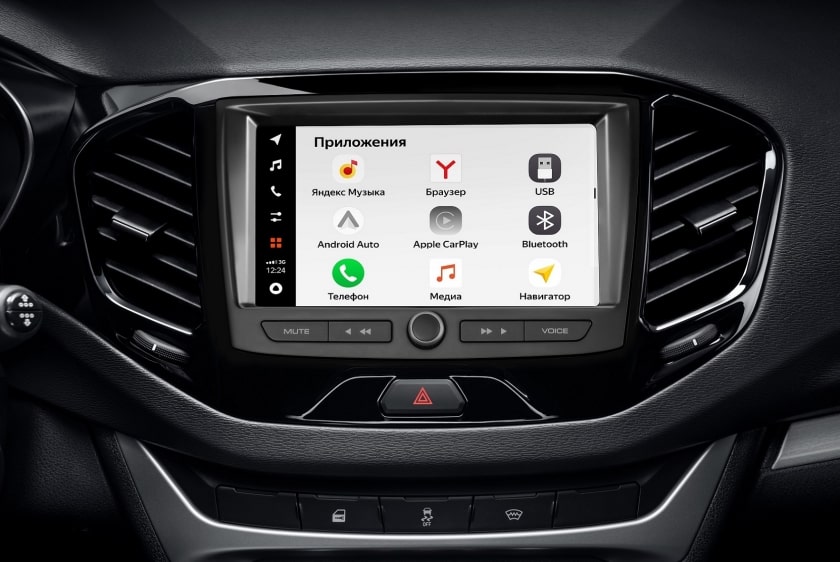 Приложения
Яндекс Музыка
Браузер
USB
Android Auto
Apple CarPlay
Bluetooth
3G
12:24
Телефон
Медиа
Навигатор
MUTE
VOICE
OFF